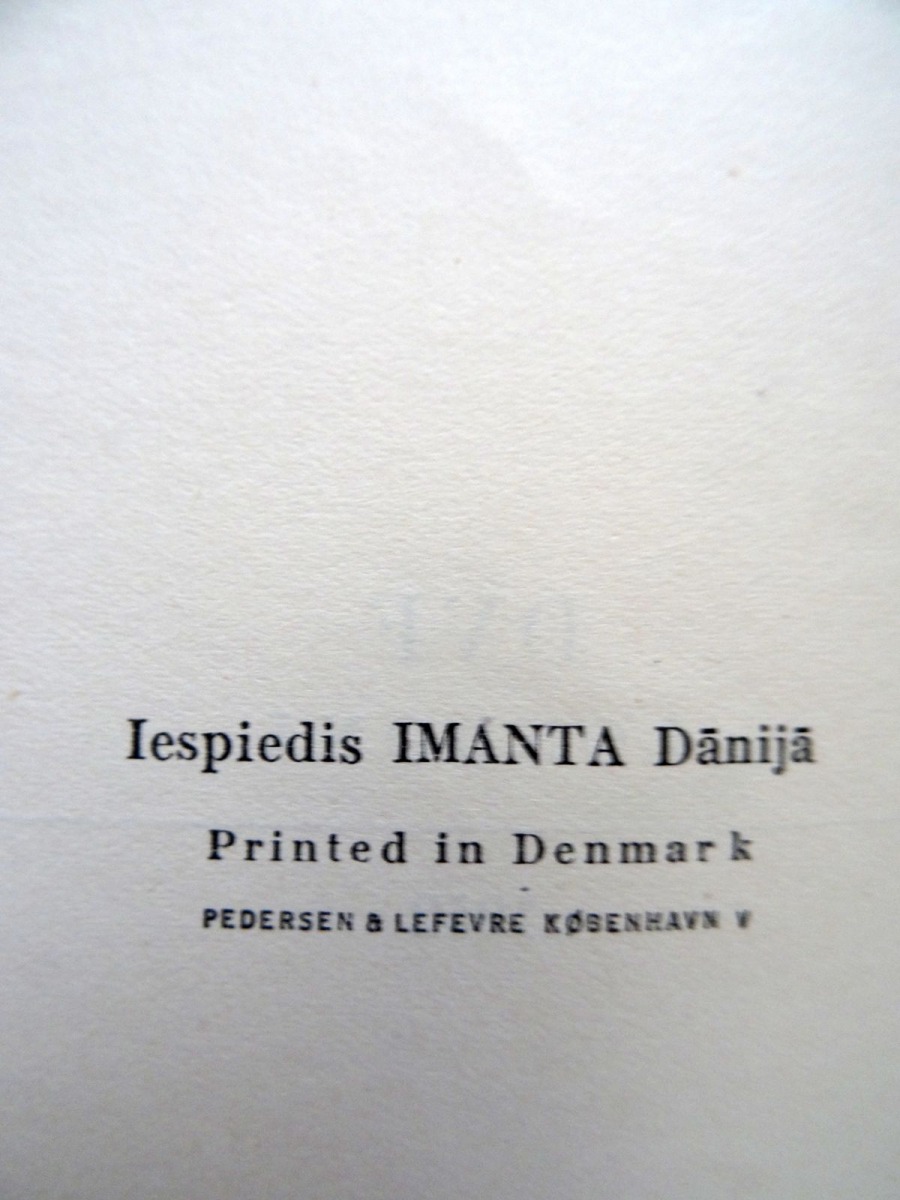 Iespiedis IMANTA Dānijā
Printed in Denmark
PEDERSEN & LEFEVRE KØBENHAVN V